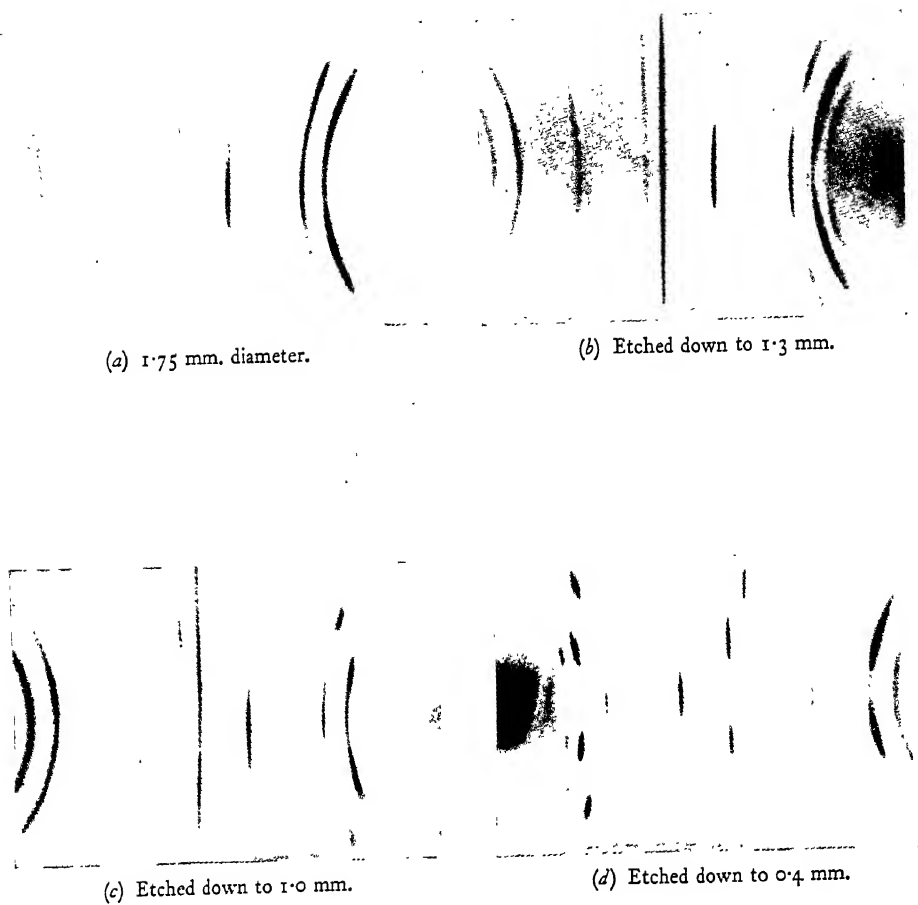 (a) 1·75 mm. diameter.
(b) Etched down to 1·3 mm.
(c) Etched down to 1·0 mm.
(d) Etched down to 0·4 mm.